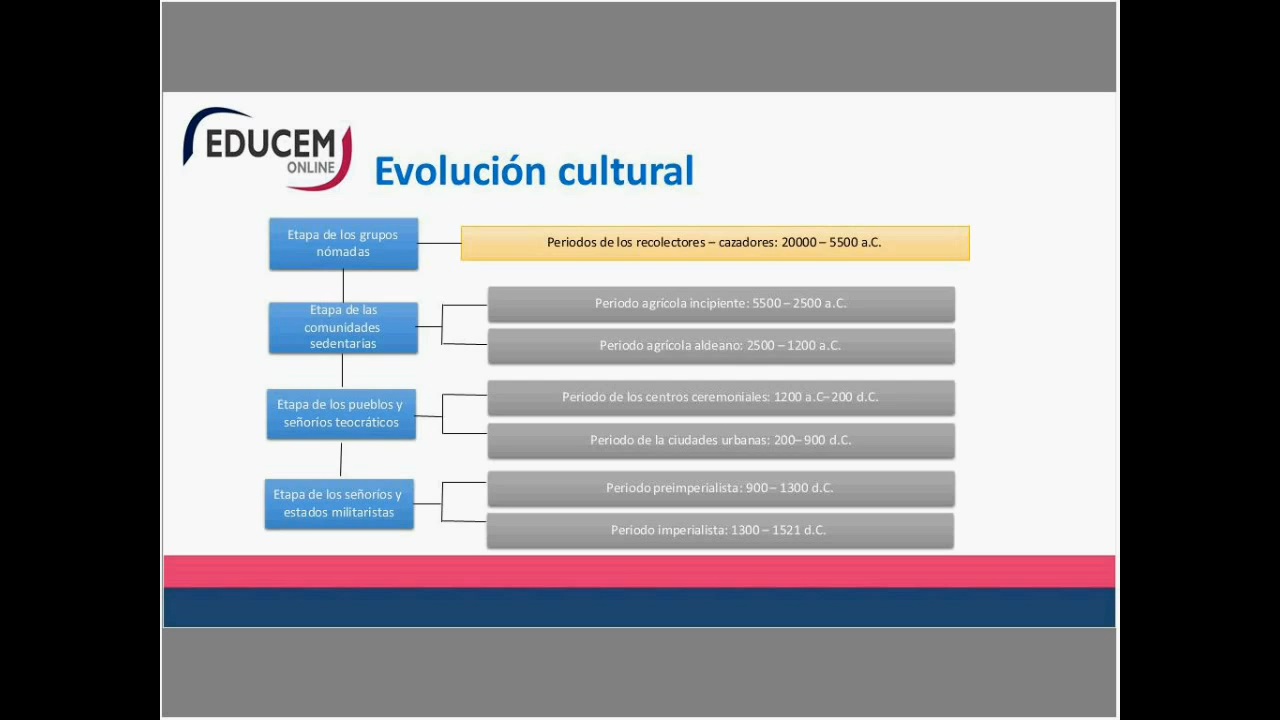 EDUCEM
ONLINE
Evolución cultural
Etapa de los grupos
nómadas
Periodos de los recolectores – cazadores: 20000 – 5500 a.C.
Etapa de las
comunidades
sedentarias
Periodo agrícola incipiente: 5500 – 2500 a.C.
Periodo agrícola aldeano: 2500 – 1200 a.C.
Etapa de los pueblos y
señoríos teocráticos
Periodo de los centros ceremoniales: 1200 a.C– 200 d.C.
Periodo de la ciudades urbanas: 200– 900 d.C.
Etapa de los señoríos y
estados militaristas
Periodo preimperialista: 900 – 1300 d.C.
Periodo imperialista: 1300 – 1521 d.C.